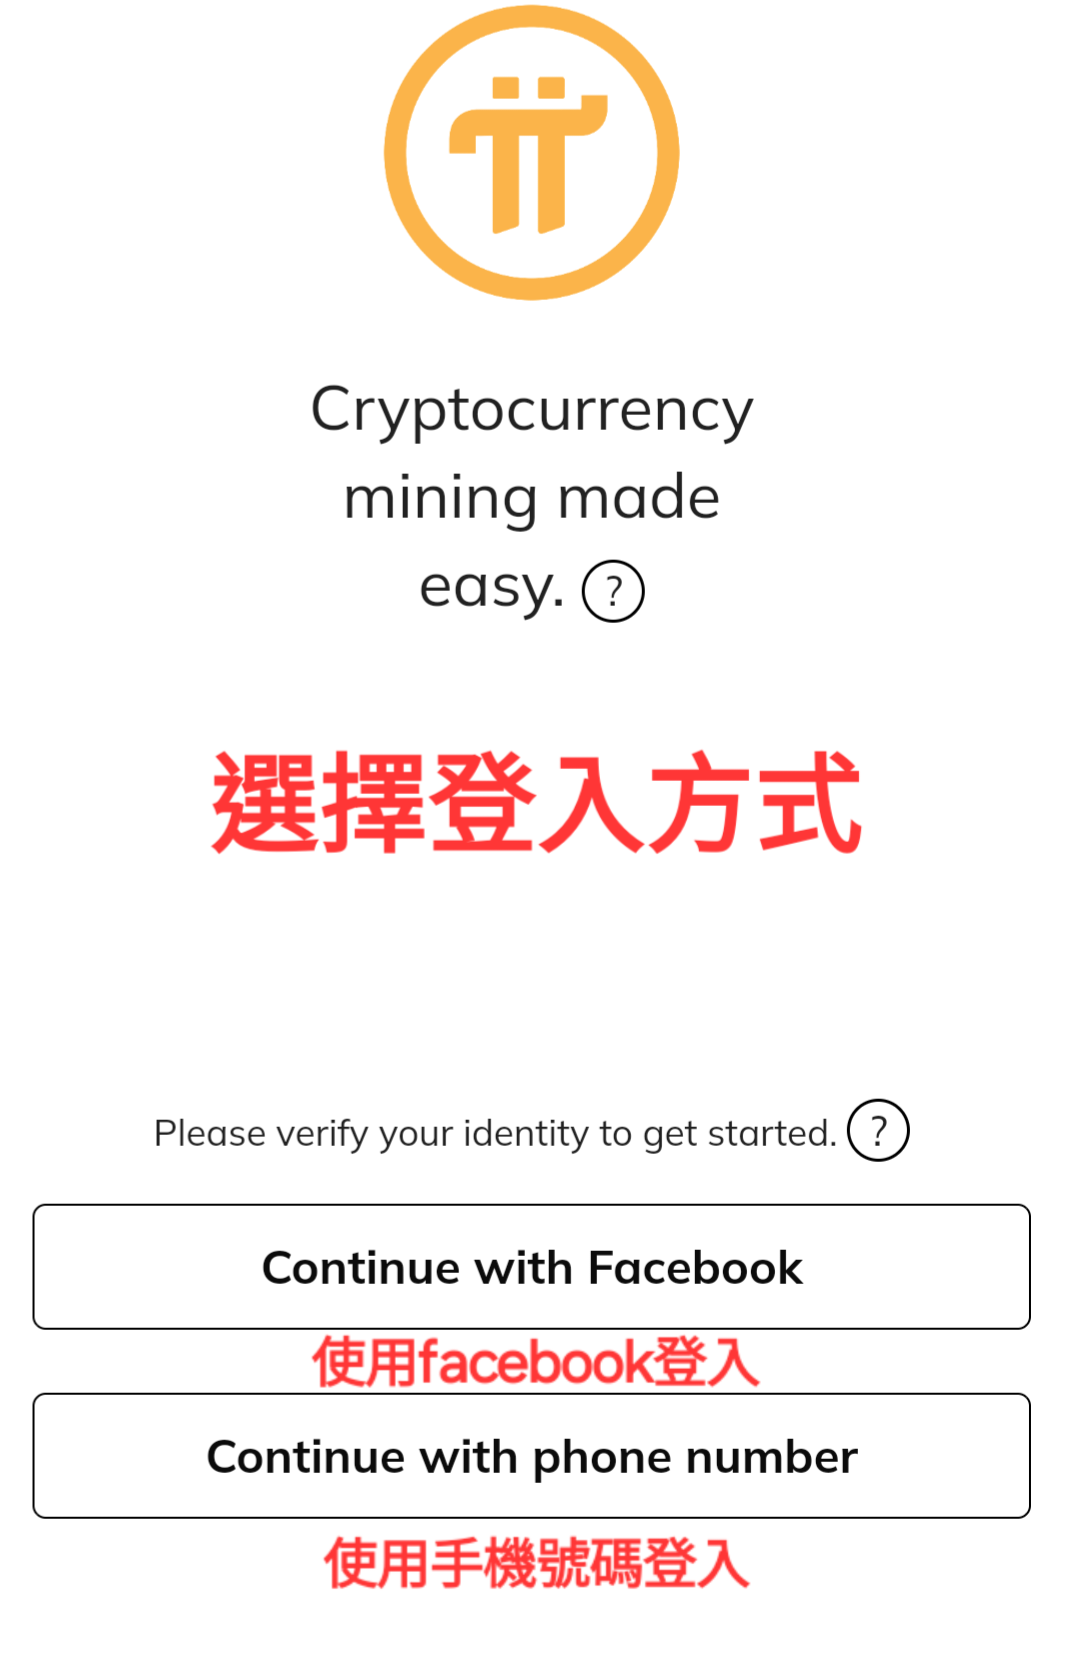 Cryptocurrency
mining made
easy. ?
選擇登入方式
Please verify your identity to get started. ?
Continue with Facebook
使用facebook登入
Continue with phone number
使用手機號碼登入